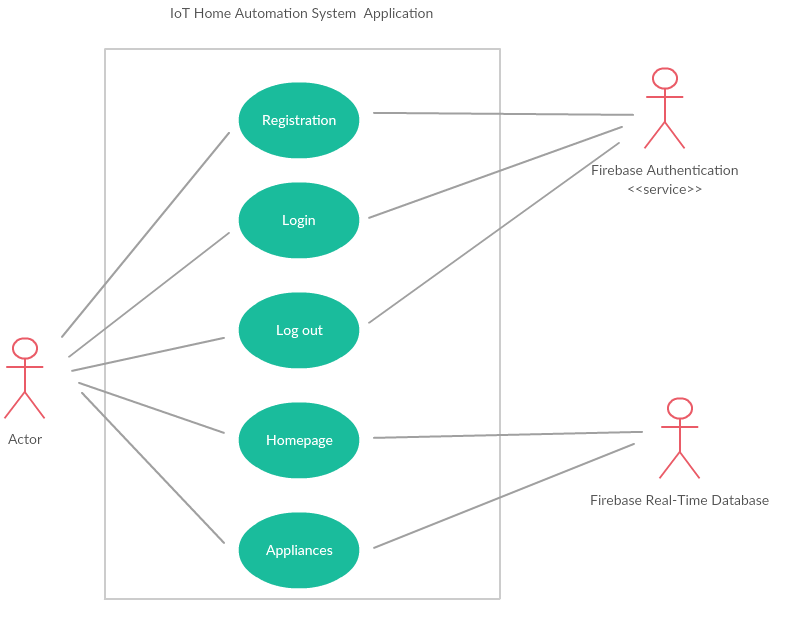 IoT Home Automation System  Application
Registration
Login
Log out
Homepage
Appliances
Actor
Firebase Authentication
<<service>>
Firebase Real-Time Database